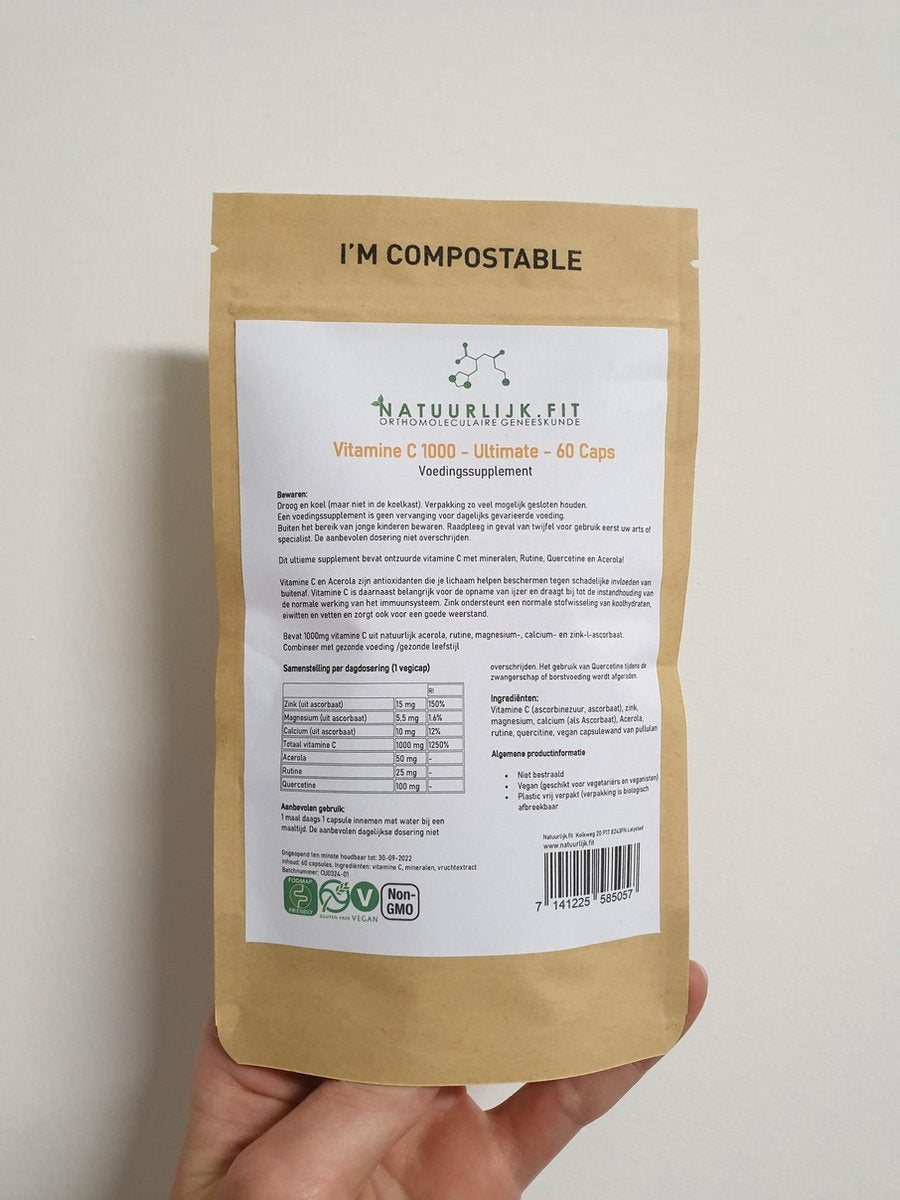 I'M COMPOSTABLE
NATUURLIJK.FIT
ORTHOMOLECULAIRE GENEESKUNDE
Vitamine C 1000 - Ultimate - 60 Caps
Voedingssupplement
Bewaren:
Droog en koel (maar niet in de koelkast). Verpakking zo veel mogelijk gesloten houden.
Een voedingssupplement is geen vervanging voor dagelijks gevarieerde voeding.
Buiten het bereik van jonge kinderen bewaren. Raadpleeg in geval van twijfel voor gebruik eerst uw arts of
specialist. De aanbevolen dosering niet overschrijden.
Dit ultieme supplement bevat ontzuurde vitamine C met mineralen, Rutine, Quercetine en Acerola!
Vitamine C en Acerola zijn antioxidanten die je lichaam helpen beschermen tegen schadelijke invloeden van
buitenaf. Vitamine C is daarnaast belangrijk voor de opname van ijzer en draagt bij tot de instandhouding van
de normale werking van het immuunsysteem. Zink ondersteunt een normale stofwisseling van koolhydraten,
eiwitten en vetten en zorgt ook voor een goede weerstand.
Bevat 1000mg vitamine C uit natuurlijk acerola, rutine, magnesium-, calcium- en zink-l-ascorbaat.
Combineer met gezonde voeding /gezonde leefstijl
Samenstelling per dagdosering (1 vegicap)
RI
Zink (uit ascorbaat) 15 mg 150%
Magnesium (uit ascorbaat) 5,5 mg 1.6%
Calcium (uit ascorbaat) 10 mg 12%
Totaal vitamine C 1000 mg 1250%
Acerola 50 mg -
Rutine 25 mg -
Quercetine 100 mg -
Aanbevolen gebruik:
1 maal daags 1 capsule innemen met water bij een
maaltijd. De aanbevolen dagelijkse dosering niet
overschrijden. Het gebruik van Quercetine tijdens de
zwangerschap of borstvoeding wordt afgeraden.
Ingrediënten:
Vitamine C (ascorbinezuur, ascorbaat), zink,
magnesium, calcium (als Ascorbaat), Acerola,
rutine, quercitine, vegan capsulewand van pullulan
Algemene productinformatie
• Niet bestraald
• Vegan (geschikt voor vegetariërs en veganisten)
• Plastic vrij verpakt (verpakking is biologisch
afbreekbaar
Ongeopend ten minste houdbaar tot: 30-09-2022
inhoud: 60 capsules. Ingrediënten: vitamine C, mineralen, vruchtextract
Batchnummer: CU0324-01
FODMAP
FRIENDLY
GLUTEN FREE
V
VEGAN
Non-
GMO
Natuurlijk.fit Kolkweg 20 P17 8243PN Lelystad
www.natuurlijk.fit
7 141225 585057